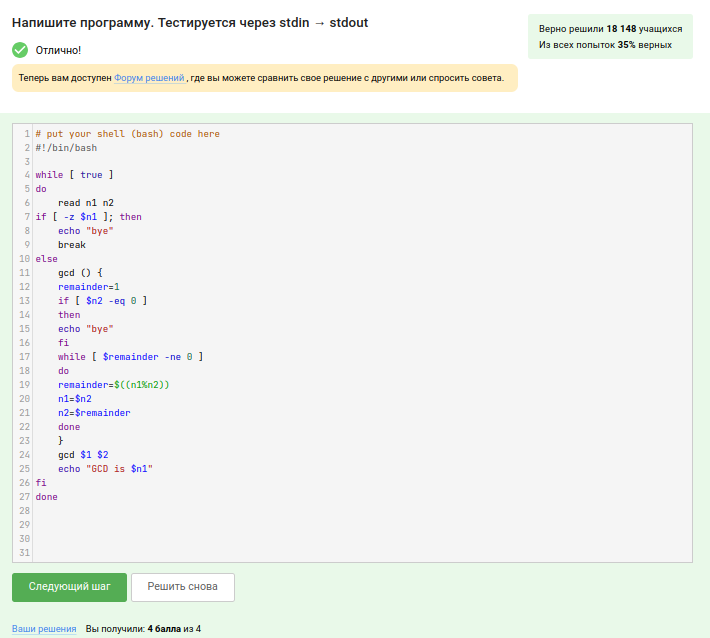 Напишите программу. Тестируется через stdin → stdout
Верно решили 18 148 учащихся
Из всех попыток 35% верных
Отлично!
Теперь вам доступен Форум решений , где вы можете сравнить свое решение с другими или спросить совета.
1 # put your shell (bash) code here
2 #!/bin/bash
3
4 while [ true ]
5 do
6     read n1 n2
7 if [ -z $n1 ]; then
8     echo "bye"
9     break
10 else
11     gcd () {
12     remainder=1
13     if [ $n2 -eq 0 ]
14     then
15     echo "bye"
16     fi
17     while [ $remainder -ne 0 ]
18     do
19     remainder=$((n1%n2))
20     n1=$n2
21     n2=$remainder
22     done
23     }
24     gcd $1 $2
25     echo "GCD is $n1"
26 fi
27 done
28
29
30
31
Следующий шаг
Решить снова
Ваши решения Вы получили: 4 балла из 4